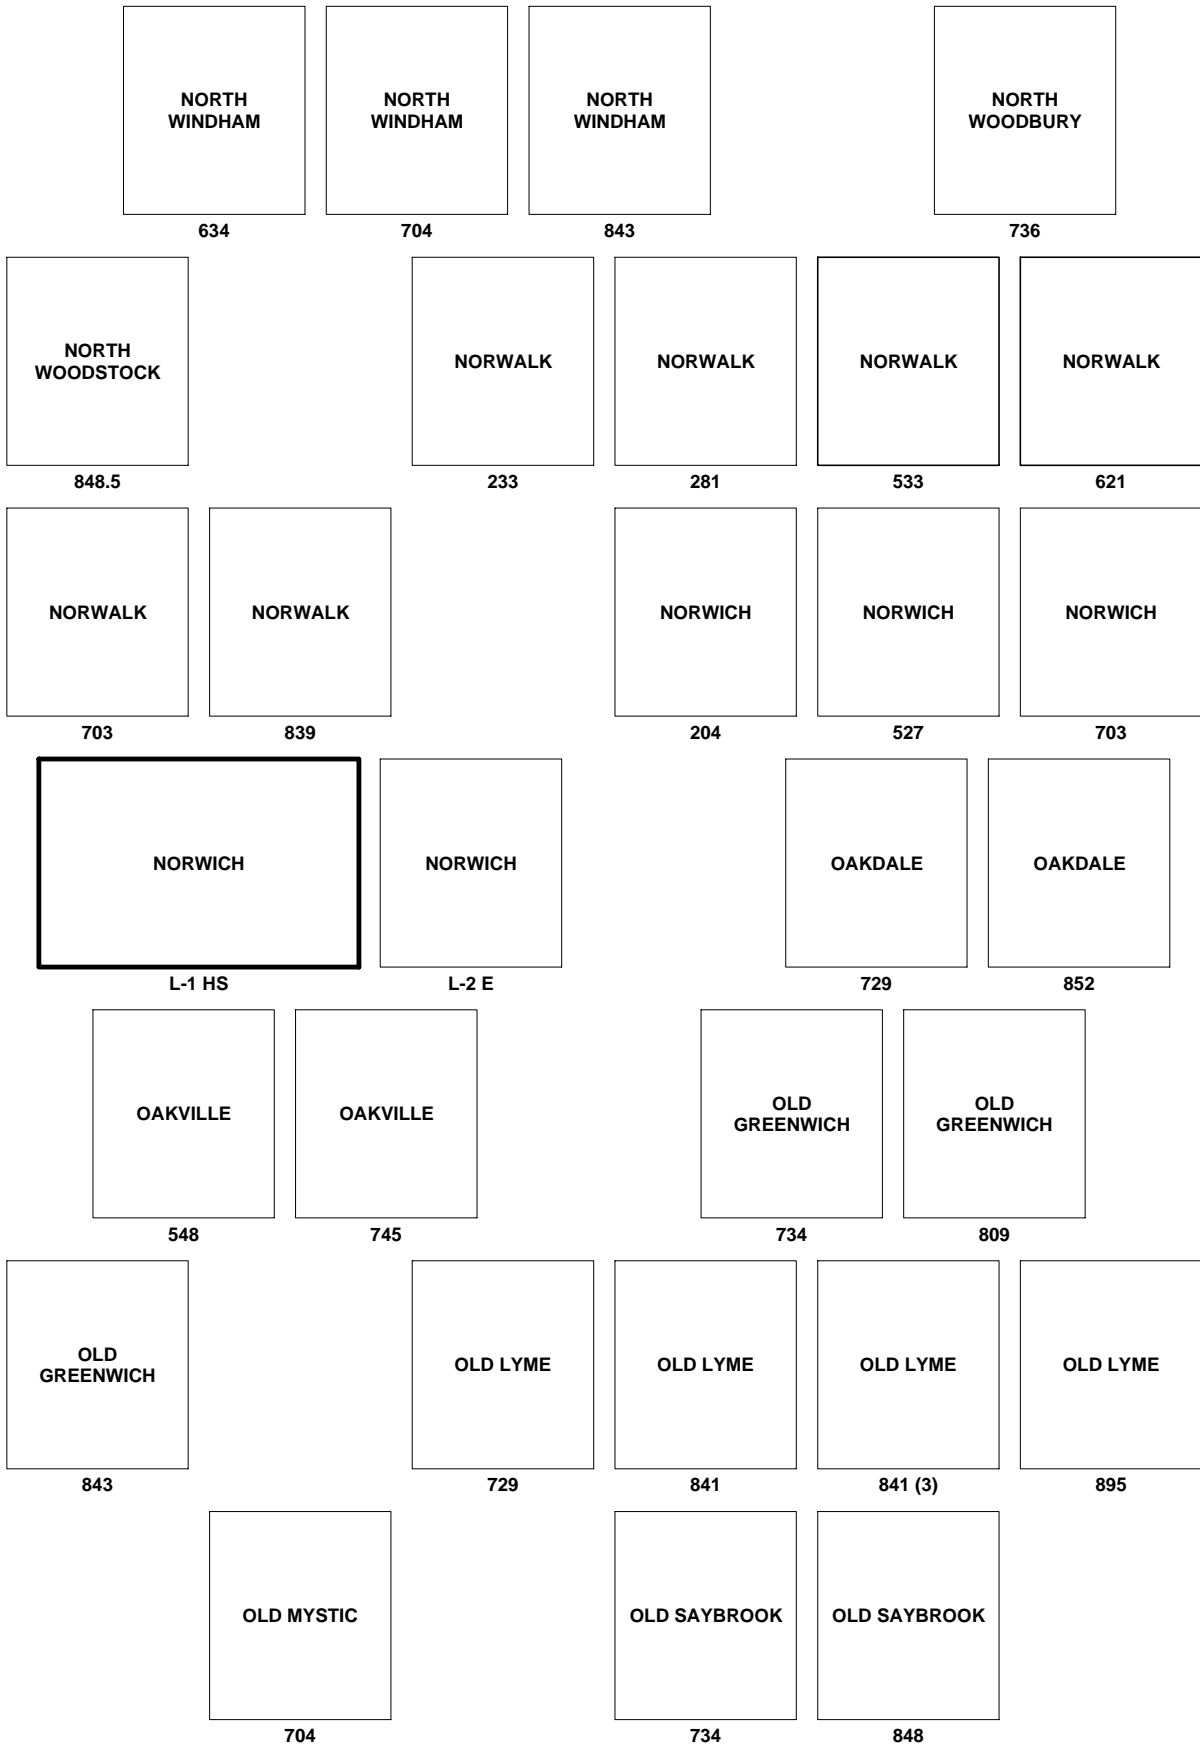 NORTH
WINDHAM
634
NORTH
WINDHAM
704
NORTH
WINDHAM
843
NORTH
WOODBURY
736
NORTH
WOODSTOCK
848.5
NORWALK
233
NORWALK
281
NORWALK
533
NORWALK
621
NORWALK
703
NORWALK
839
NORWICH
204
NORWICH
527
NORWICH
703
NORWICH
L-1 HS
NORWICH
L-2 E
OAKDALE
729
OAKDALE
852
OAKVILLE
548
OAKVILLE
745
OLD
GREENWICH
734
OLD
GREENWICH
809
OLD
GREENWICH
843
OLD LYME
729
OLD LYME
841
OLD LYME
841 (3)
OLD LYME
895
OLD MYSTIC
704
OLD SAYBROOK
734
OLD SAYBROOK
848